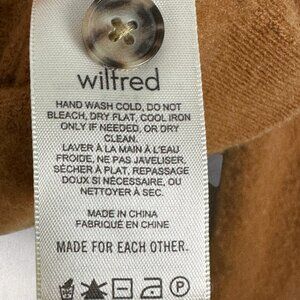 wilfred
HAND WASH COLD, DO NOT
BLEACH, DRY FLAT, COOL IRON
ONLY IF NEEDED, OR DRY
CLEAN.
LAVER À LA MAIN À L'EAU
FROIDE, NE PAS JAVELISER,
SÉCHER À PLAT, REPASSAGE
DOUX SI NÉCESSAIRE, OU
NETTOYER À SEC.
MADE IN CHINA
FABRIQUÉ EN CHINE
MADE FOR EACH OTHER.
P